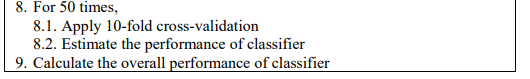 8. For 50 times,
8.1. Apply 10-fold cross-validation
8.2. Estimate the performance of classifier
9. Calculate the overall performance of classifier